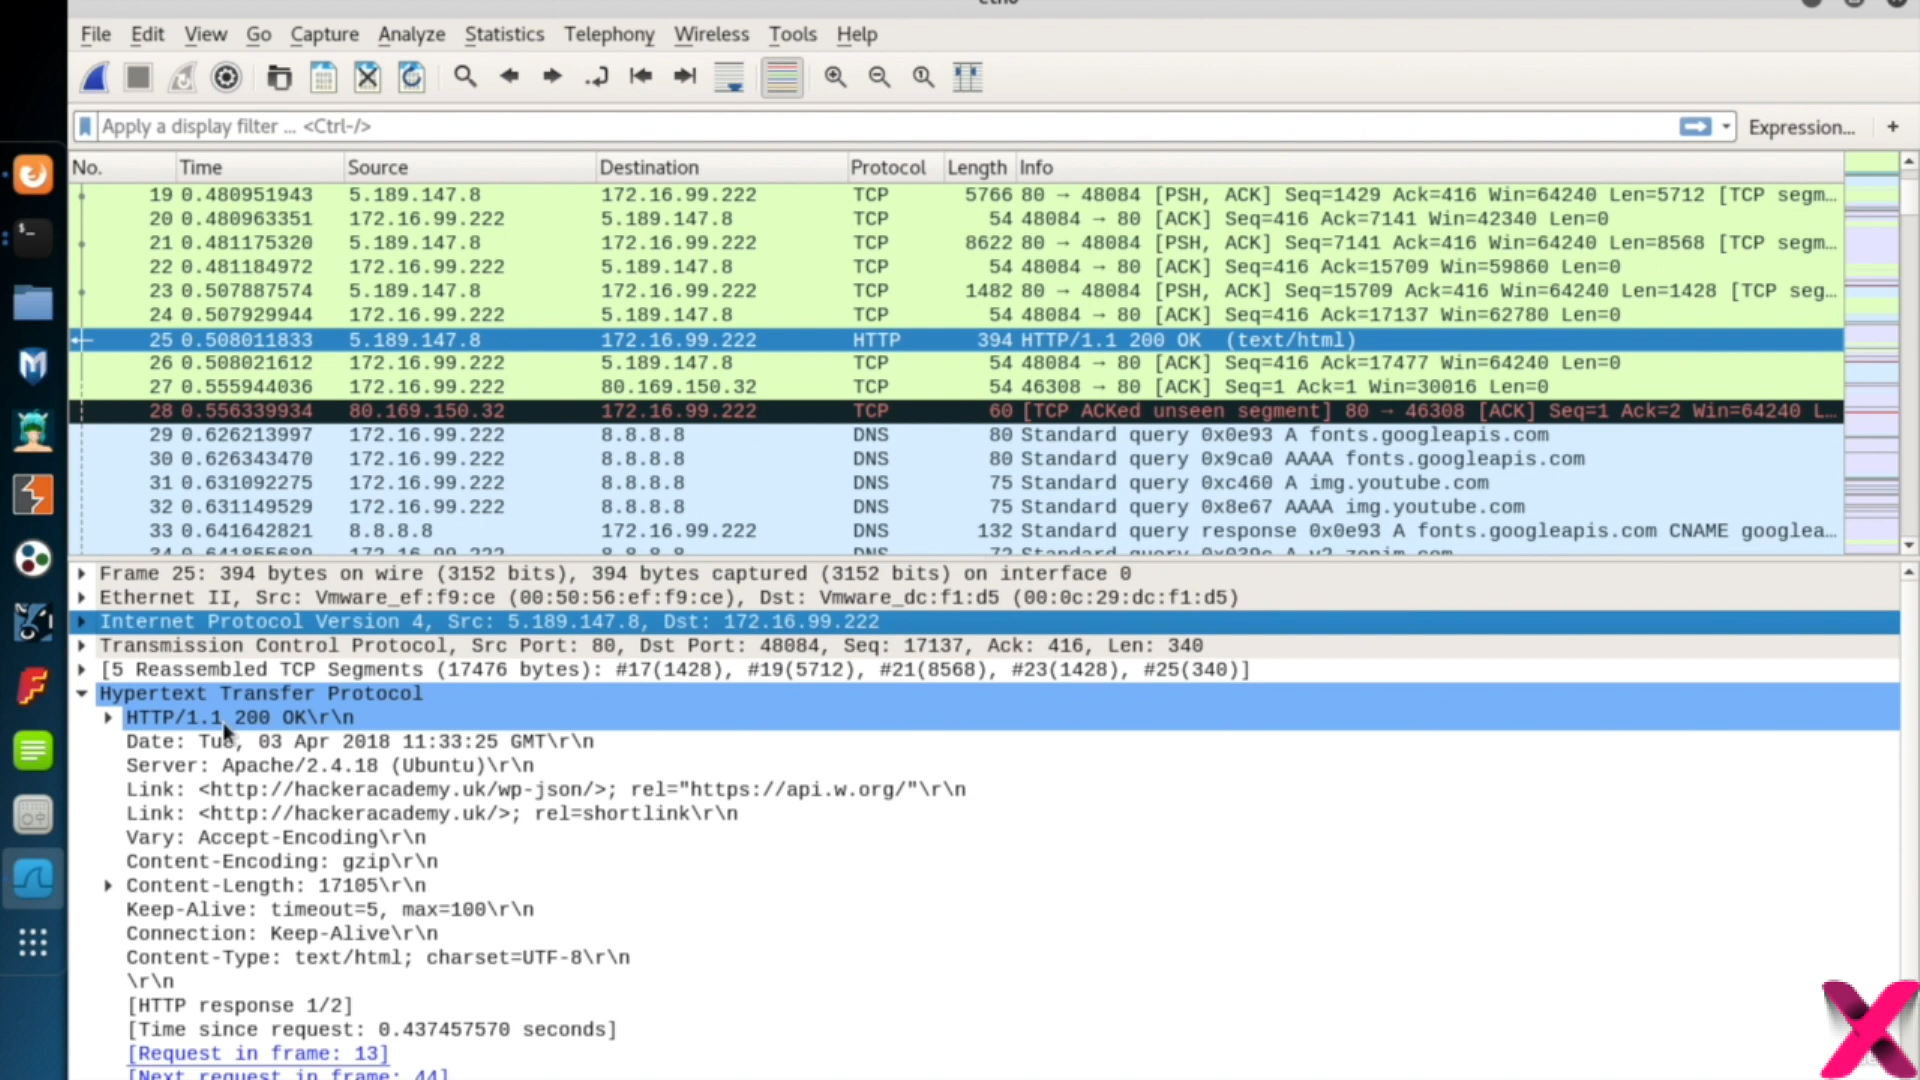 File Edit View Go Capture Analyze Statistics Telephony Wireless Tools Help
Apply a display filter ... <Ctrl-/> Expression... +
No. Time Source Destination Protocol Length Info
19 0.480951943 5.189.147.8 172.16.99.222 TCP 5766 80 → 48084 [PSH, ACK] Seq=1429 Ack=416 Win=64240 Len=5712 [TCP segm…
20 0.480963351 172.16.99.222 5.189.147.8 TCP 54 48084 → 80 [ACK] Seq=416 Ack=7141 Win=42340 Len=0
21 0.481175320 5.189.147.8 172.16.99.222 TCP 8622 80 → 48084 [PSH, ACK] Seq=7141 Ack=416 Win=64240 Len=8568 [TCP segm…
22 0.481184972 172.16.99.222 5.189.147.8 TCP 54 48084 → 80 [ACK] Seq=416 Ack=15709 Win=59860 Len=0
23 0.507887574 5.189.147.8 172.16.99.222 TCP 1482 80 → 48084 [PSH, ACK] Seq=15709 Ack=416 Win=64240 Len=1428 [TCP seg…
24 0.507929944 172.16.99.222 5.189.147.8 TCP 54 48084 → 80 [ACK] Seq=416 Ack=17137 Win=62780 Len=0
25 0.508011833 5.189.147.8 172.16.99.222 HTTP 394 HTTP/1.1 200 OK (text/html)
26 0.508021612 172.16.99.222 5.189.147.8 TCP 54 48084 → 80 [ACK] Seq=416 Ack=17477 Win=64240 Len=0
27 0.555944036 172.16.99.222 80.169.150.32 TCP 54 46308 → 80 [ACK] Seq=1 Ack=1 Win=30016 Len=0
28 0.556339934 80.169.150.32 172.16.99.222 TCP 60 [TCP ACKed unseen segment] 80 → 46308 [ACK] Seq=1 Ack=2 Win=64240 L…
29 0.626213997 172.16.99.222 8.8.8.8 DNS 80 Standard query 0x0e93 A fonts.googleapis.com
30 0.626343470 172.16.99.222 8.8.8.8 DNS 80 Standard query 0x9ca0 AAAA fonts.googleapis.com
31 0.631092275 172.16.99.222 8.8.8.8 DNS 75 Standard query 0xc460 A img.youtube.com
32 0.631149529 172.16.99.222 8.8.8.8 DNS 75 Standard query 0x8e67 AAAA img.youtube.com
33 0.641642821 8.8.8.8 172.16.99.222 DNS 132 Standard query response 0x0e93 A fonts.googleapis.com CNAME googlea…
Frame 25: 394 bytes on wire (3152 bits), 394 bytes captured (3152 bits) on interface 0
Ethernet II, Src: Vmware_ef:f9:ce (00:50:56:ef:f9:ce), Dst: Vmware_dc:f1:d5 (00:0c:29:dc:f1:d5)
Internet Protocol Version 4, Src: 5.189.147.8, Dst: 172.16.99.222
Transmission Control Protocol, Src Port: 80, Dst Port: 48084, Seq: 17137, Ack: 416, Len: 340
[5 Reassembled TCP Segments (17476 bytes): #17(1428), #19(5712), #21(8568), #23(1428), #25(340)]
Hypertext Transfer Protocol
HTTP/1.1 200 OK\r\n
Date: Tue, 03 Apr 2018 11:33:25 GMT\r\n
Server: Apache/2.4.18 (Ubuntu)\r\n
Link: <http://hackeracademy.uk/wp-json/>; rel="https://api.w.org/"\r\n
Link: <http://hackeracademy.uk/>; rel=shortlink\r\n
Vary: Accept-Encoding\r\n
Content-Encoding: gzip\r\n
Content-Length: 17105\r\n
Keep-Alive: timeout=5, max=100\r\n
Connection: Keep-Alive\r\n
Content-Type: text/html; charset=UTF-8\r\n
\r\n
[HTTP response 1/2]
[Time since request: 0.437457570 seconds]
[Request in frame: 13]
[Next request in frame: 44]